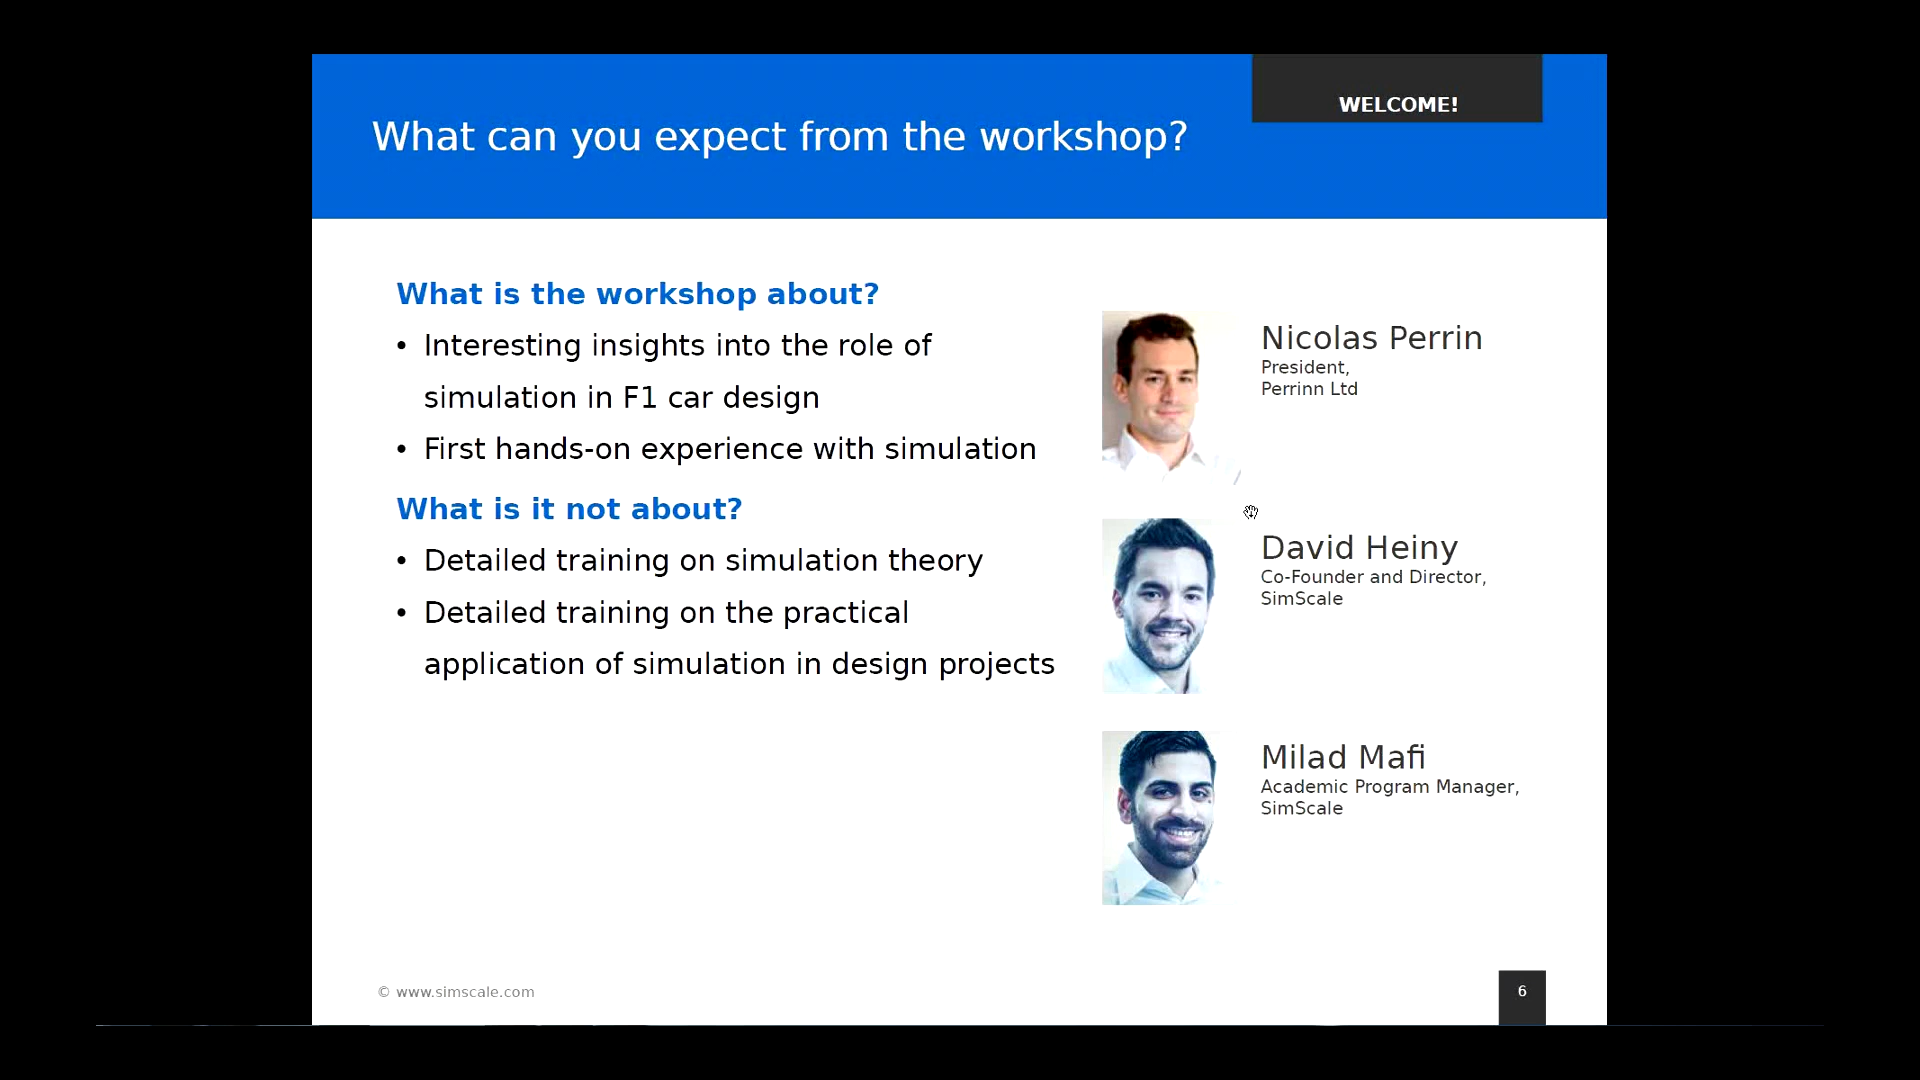 WELCOME!
What can you expect from the workshop?
What is the workshop about?
• Interesting insights into the role of
simulation in F1 car design
• First hands-on experience with simulation
What is it not about?
• Detailed training on simulation theory
• Detailed training on the practical
application of simulation in design projects
Nicolas Perrin
President,
Perrinn Ltd
David Heiny
Co-Founder and Director,
SimScale
Milad Mafi
Academic Program Manager,
SimScale
© www.simscale.com
6